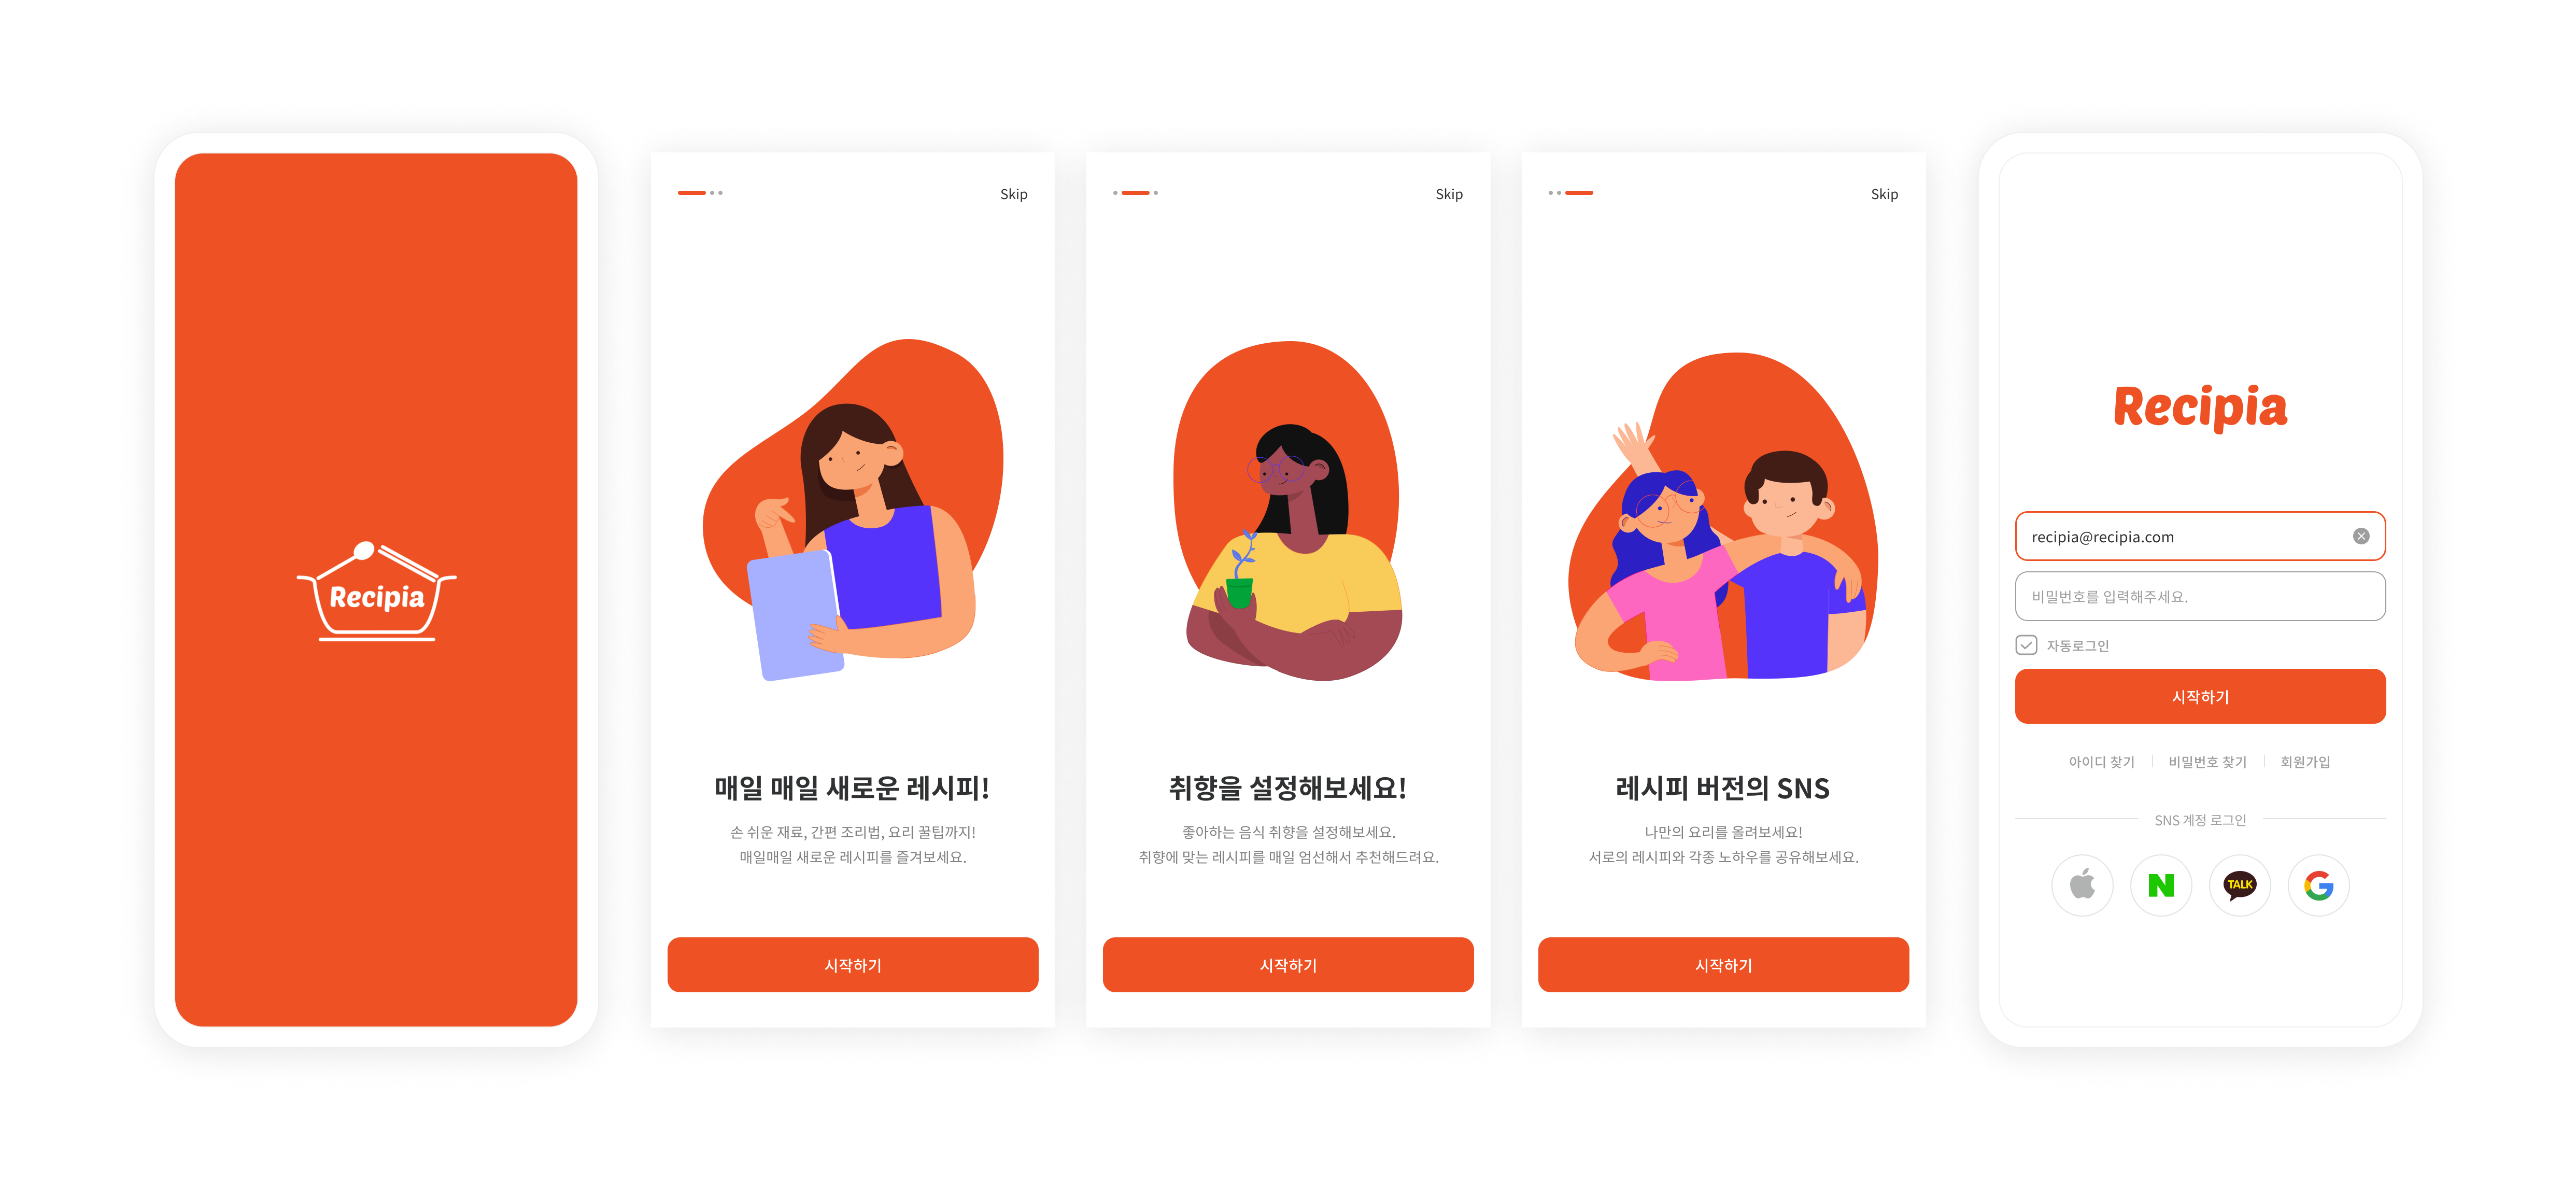 Recipia
Skip
매일 매일 새로운 레시피!
손 쉬운 재료, 간편 조리법, 요리 꿀팁까지!
매일매일 새로운 레시피를 즐겨보세요.
시작하기
Skip
취향을 설정해보세요!
좋아하는 음식 취향을 설정해보세요.
취향에 맞는 레시피를 매일 엄선해서 추천해드려요.
시작하기
Skip
레시피 버전의 SNS
나만의 요리를 올려보세요!
서로의 레시피와 각종 노하우를 공유해보세요.
시작하기
Recipia
recipia@recipia.com
비밀번호를 입력해주세요.
자동로그인
시작하기
아이디 찾기 비밀번호 찾기 회원가입
SNS 계정 로그인
N TALK G